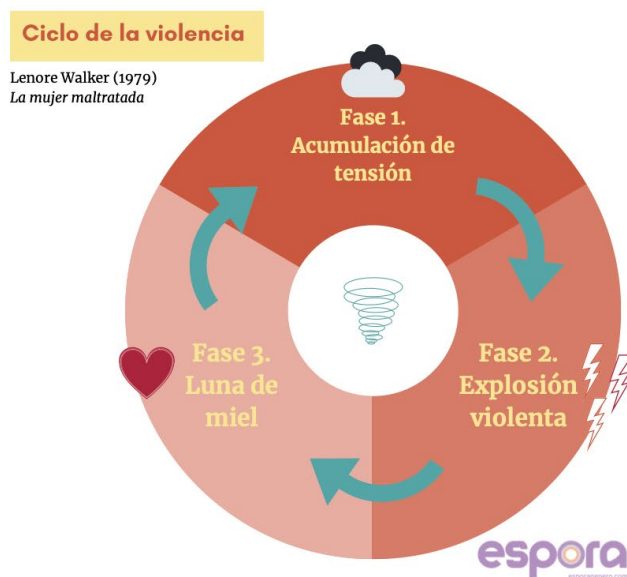 Ciclo de la violencia
Lenore Walker (1979)
La mujer maltratada
Fase 1.
Acumulación de
tensión
Fase 2.
Explosión
violenta
Fase 3.
Luna de
miel
espora